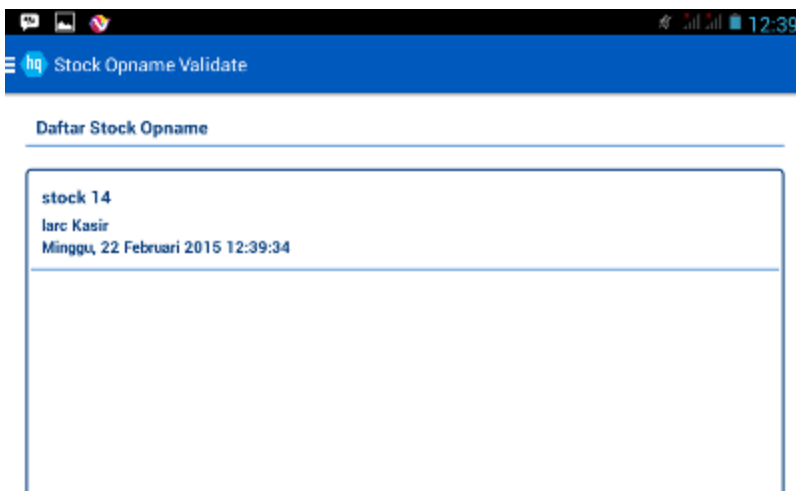 12:39
hq Stock Opname Validate
Daftar Stock Opname
stock 14
larc Kasir
Minggu, 22 Februari 2015 12:39:34